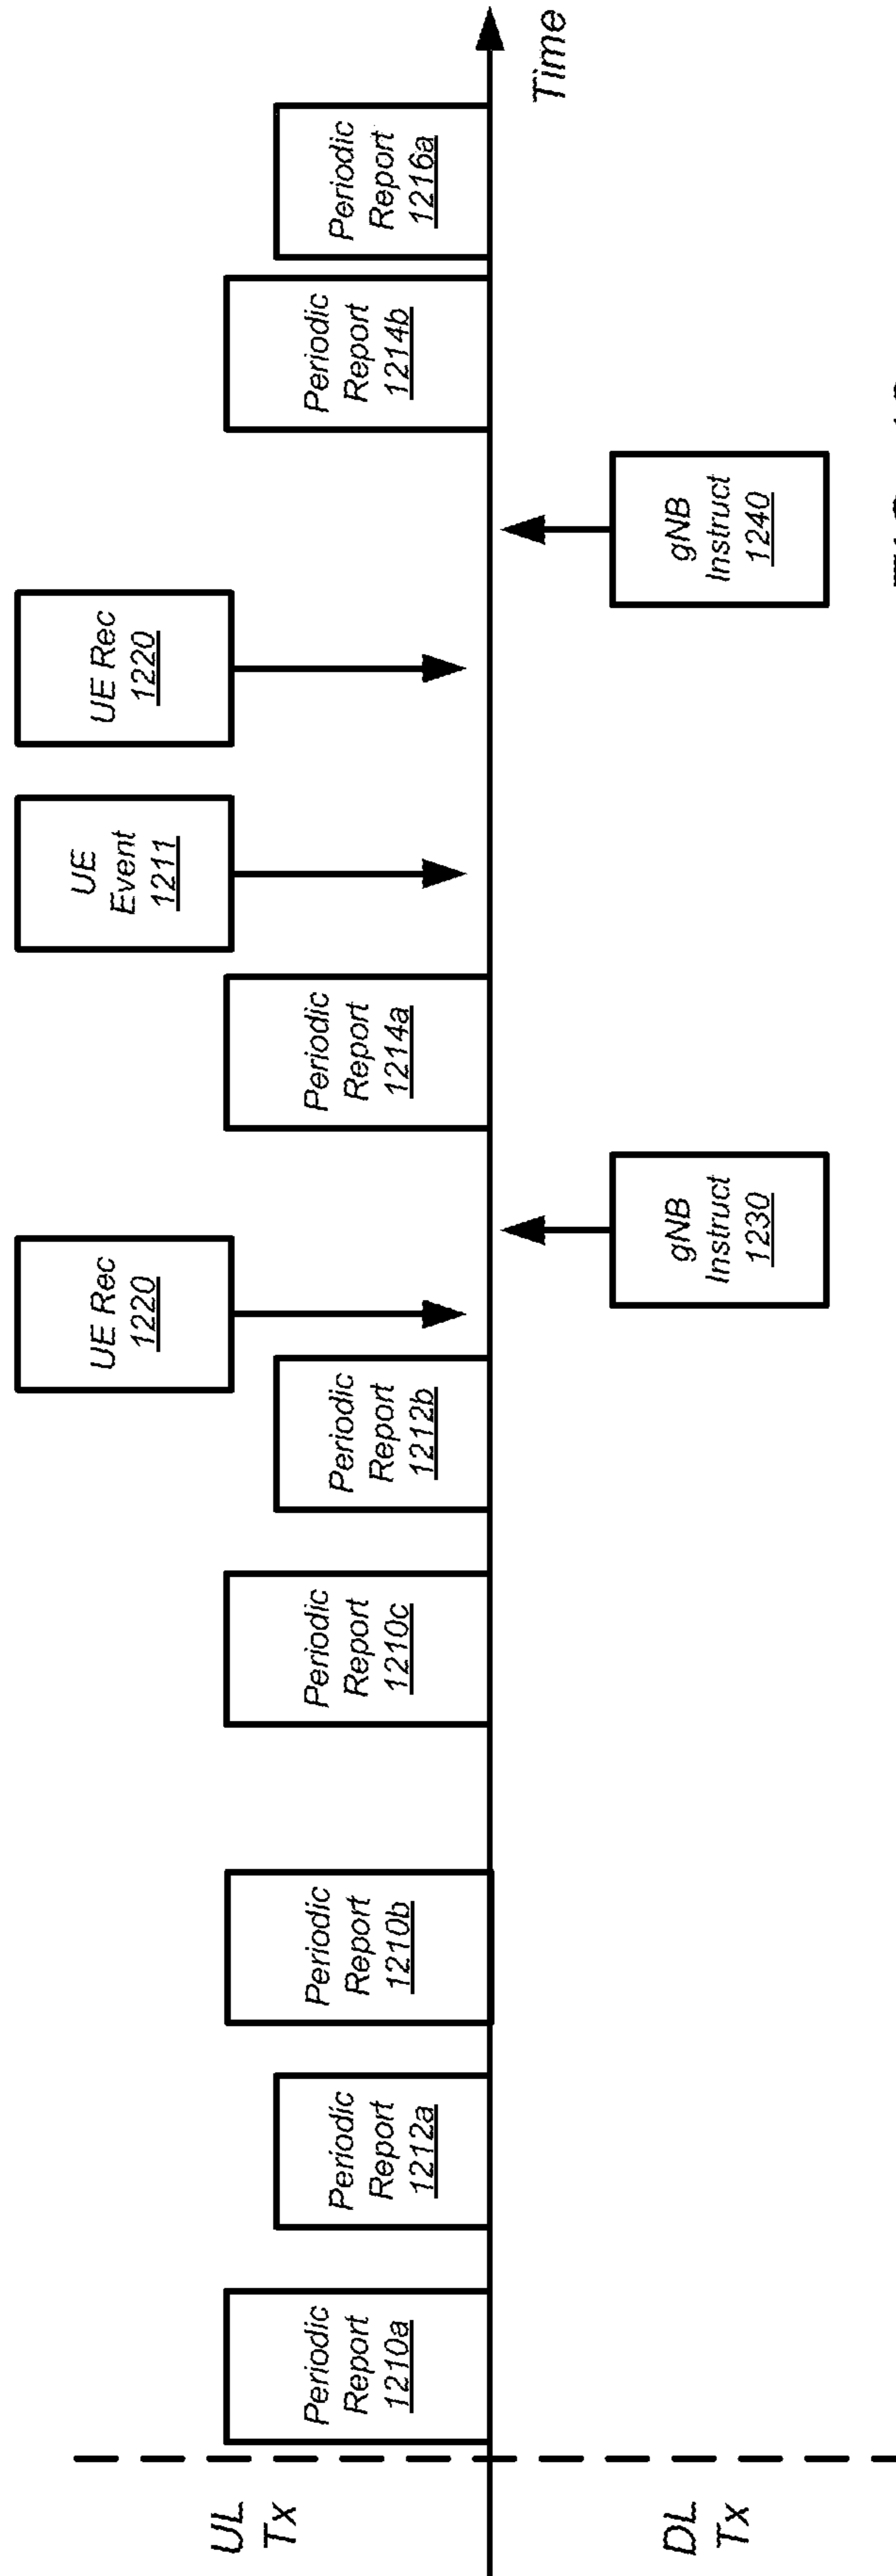 UL
Tx
DL
Tx
Periodic
Report
1210a
Periodic
Report
1212a
Periodic
Report
1210b
Periodic
Report
1210c
Periodic
Report
1212b
UE Rec
1220
gNB
Instruct
1230
Periodic
Report
1214a
UE
Event
1211
UE Rec
1220
gNB
Instruct
1240
Periodic
Report
1214b
Periodic
Report
1216a
Time